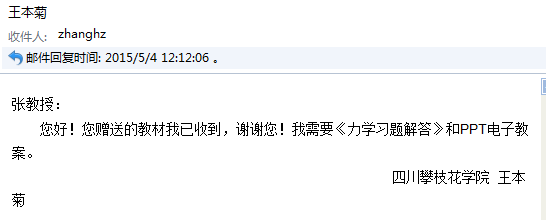 王本菊
收件人: zhanghz
邮件回复时间: 2015/5/4 12:12:06 。
张教授：
您好！您赠送的教材我已收到，谢谢您！我需要《力学习题解答》和PPT电子教
案。
四川攀枝花学院 王本
菊